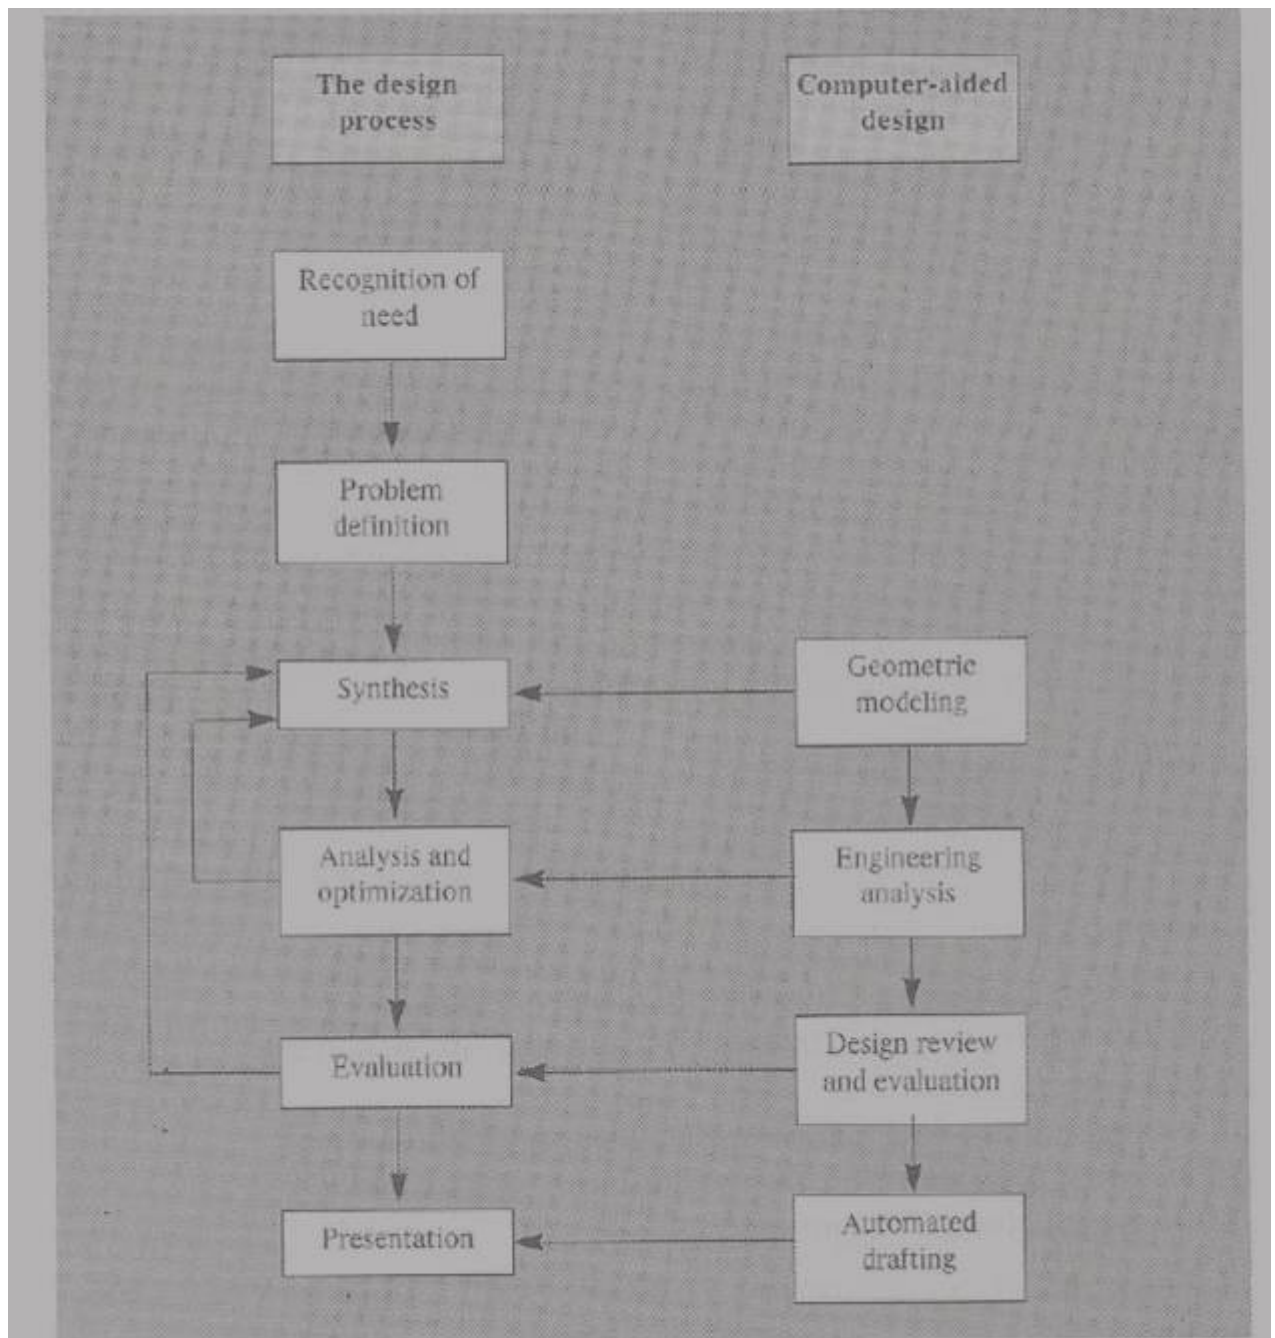 The design
process
Computer-aided
design
Recognition of
need
Problem
definition
Synthesis
Geometric
modeling
Analysis and
optimization
Engineering
analysis
Evaluation
Design review
and evaluation
Presentation
Automated
drafting